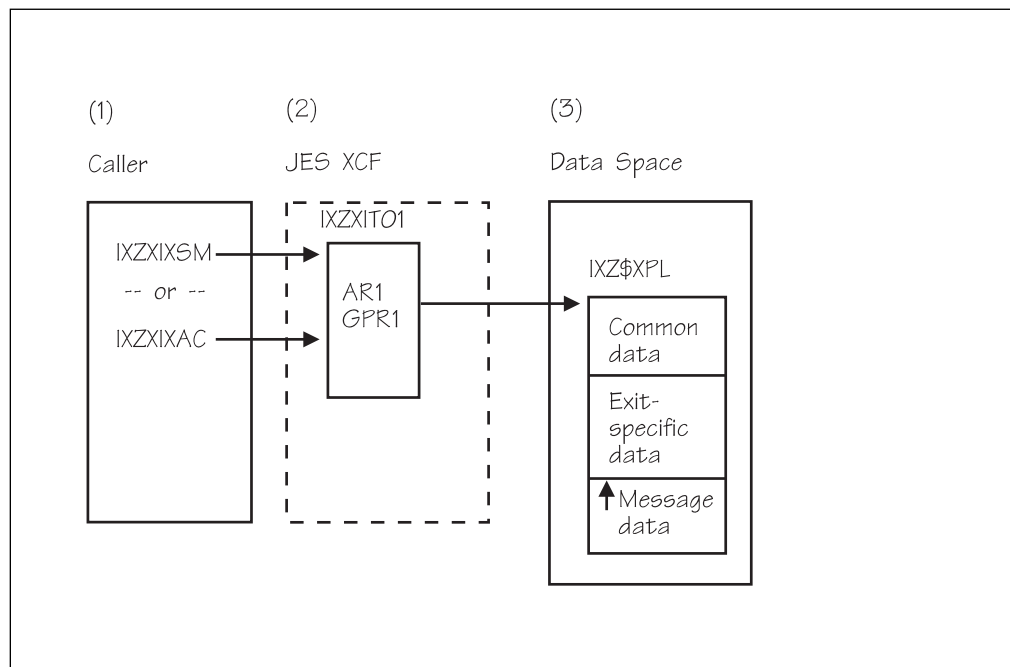 (1)
Caller
IXZXIXSM
-- or --
IXZXIXAC
(2)
JES XCF
IXZXIT01
AR1
GPR1
(3)
Data Space
IXZ$XPL
Common
data
Exit-
specific
data
Message
data